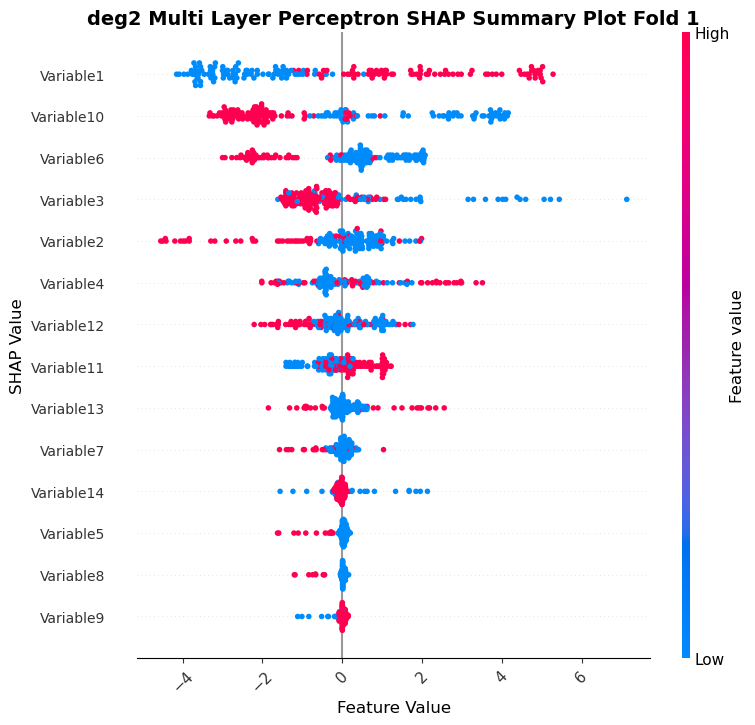 deg2 Multi Layer Perceptron SHAP Summary Plot Fold 1
High
Variable1
Variable10
Variable6
Variable3
Variable2
Variable4
Variable12
Variable11
Variable13
Variable7
Variable14
Variable5
Variable8
Variable9
SHAP Value
Feature value
Low
−4
−2
0
2
4
6
Feature Value